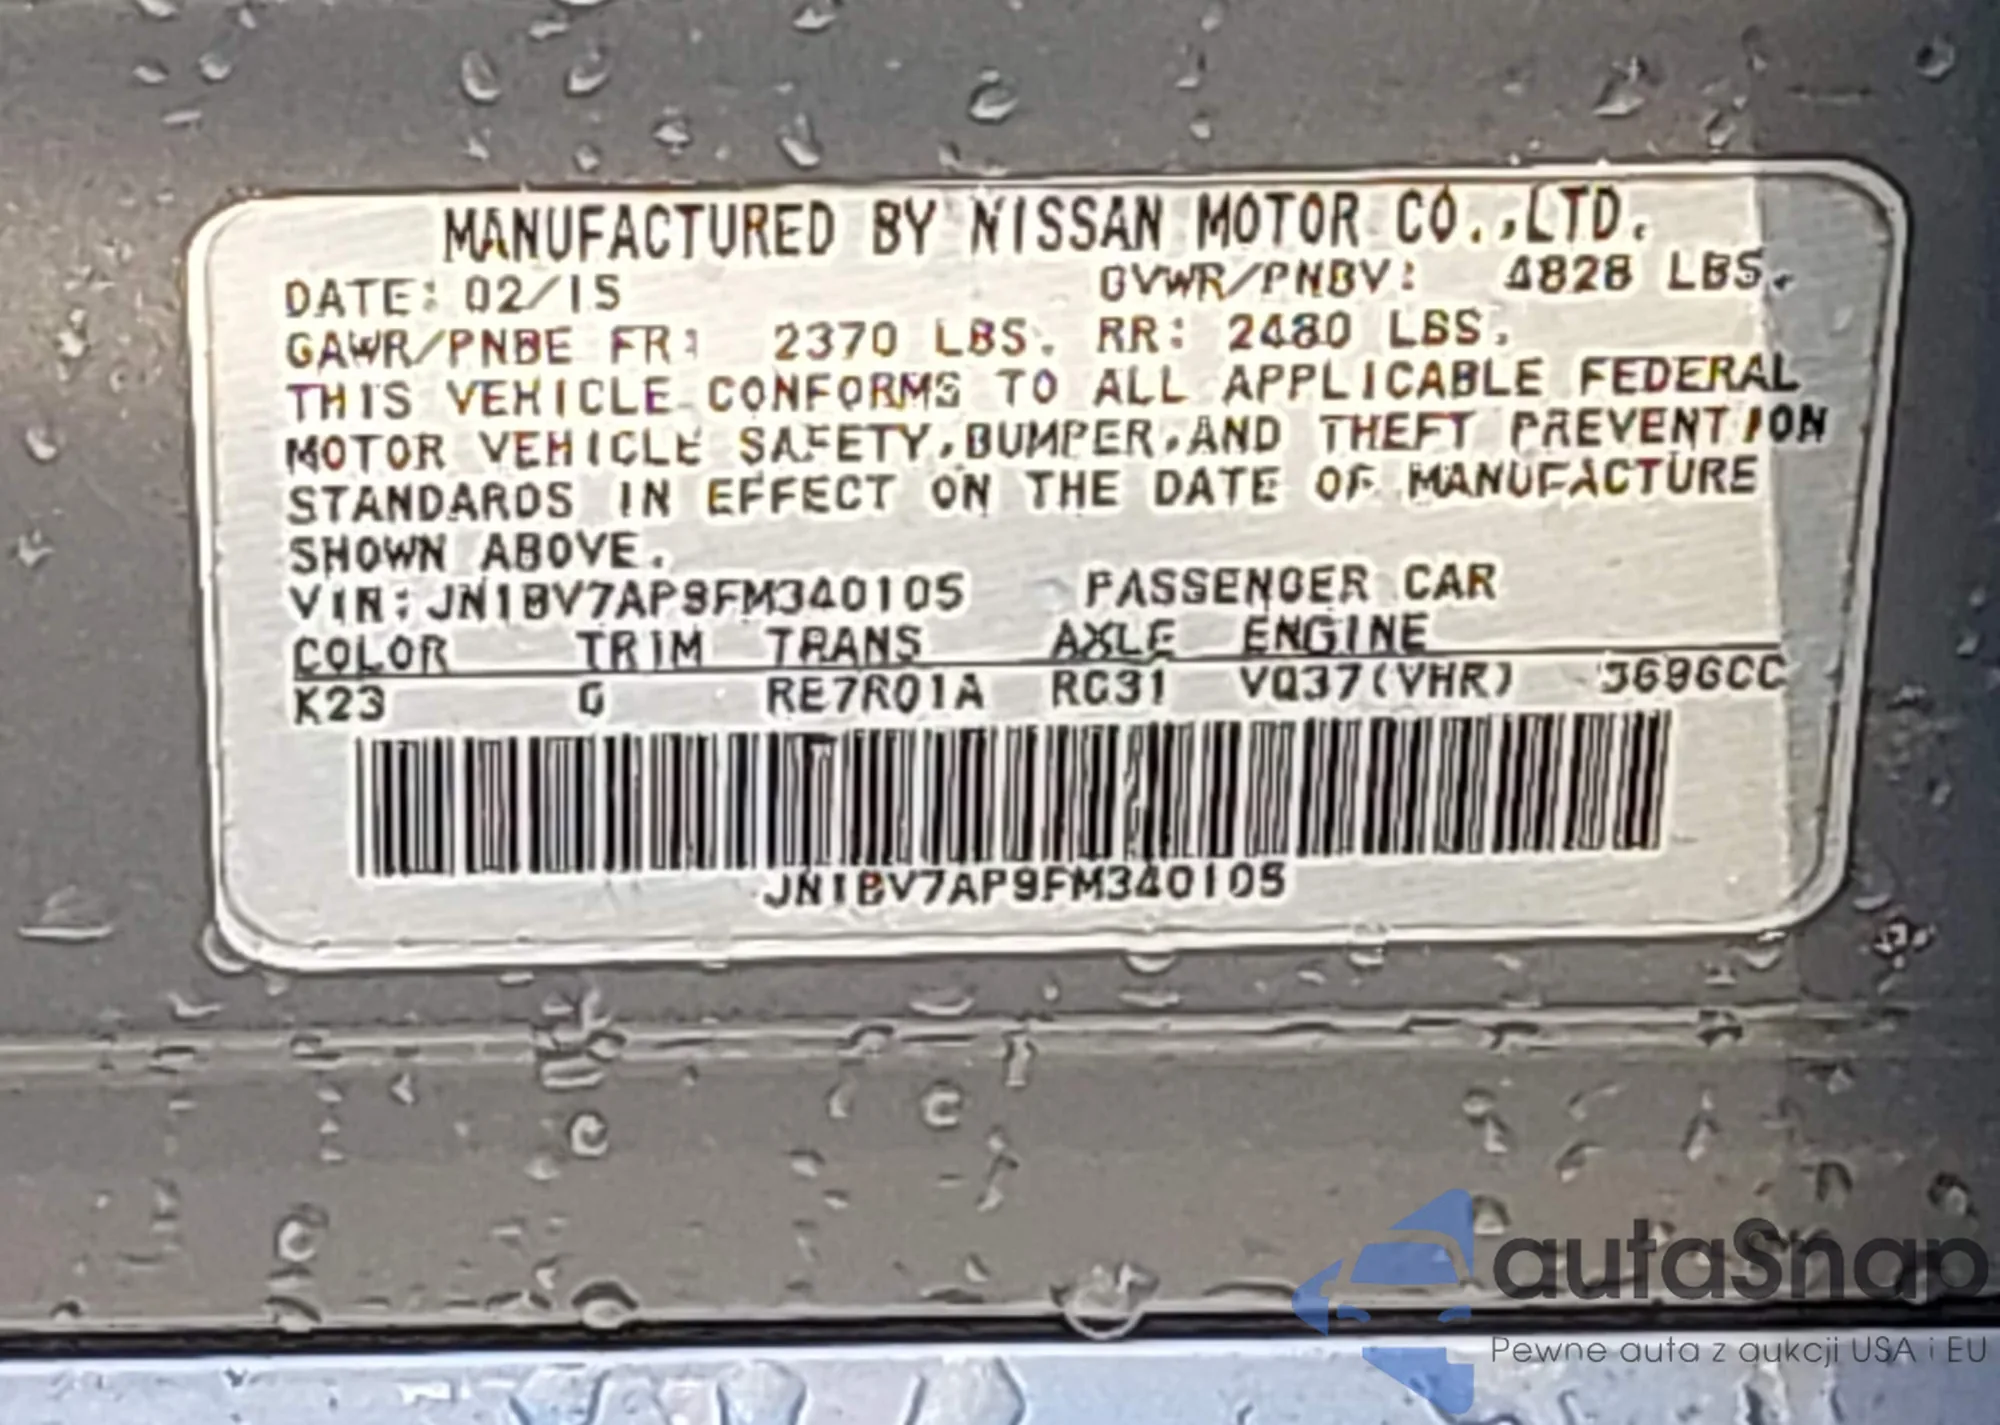 MANUFACTURED BY NISSAN MOTOR CO.,LTD.
DATE: 02/15 GVWR/PNBV: 4828 LBS.
GAWR/PNBE FR: 2370 LBS. RR: 2480 LBS.
THIS VEHICLE CONFORMS TO ALL APPLICABLE FEDERAL
MOTOR VEHICLE SAFETY,BUMPER,AND THEFT PREVENTION
STANDARDS IN EFFECT ON THE DATE OF MANUFACTURE
SHOWN ABOVE.
VIN:JN1BV7AP9FM340105 PASSENGER CAR
COLOR TRIM TRANS AXLE ENGINE
K23 G RE7R01A RC31 VQ37(VHR) 3696CC
JN1BV7AP9FM340105
autaSnap
Pewne auta z aukcji USA i EU